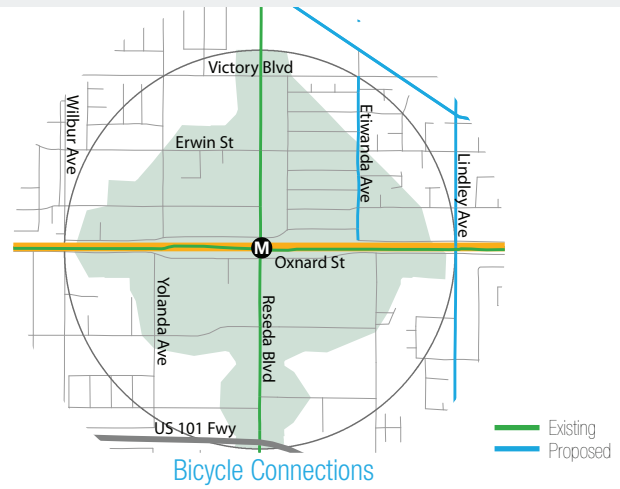 Victory Blvd
Wilbur Ave
Etiwanda Ave
Erwin St
Lindley Ave
M
Oxnard St
Yolanda Ave
Reseda Blvd
US 101 Fwy
Existing
Proposed
Bicycle Connections